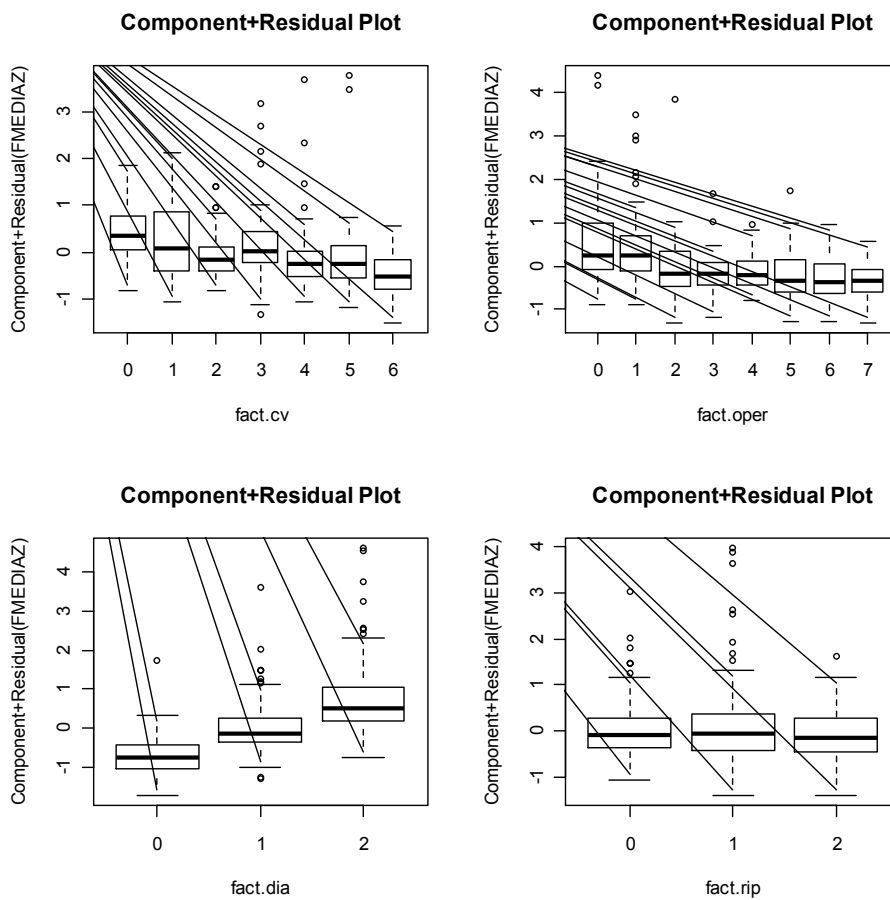 Component+Residual Plot
Component+Residual(FMEDIAZ)
3
2
1
0
-1
0 1 2 3 4 5 6
fact.cv
Component+Residual Plot
Component+Residual(FMEDIAZ)
4
3
2
1
0
-1
0 1 2 3 4 5 6 7
fact.oper
Component+Residual Plot
Component+Residual(FMEDIAZ)
4
3
2
1
0
-1
0 1 2
fact.dia
Component+Residual Plot
Component+Residual(FMEDIAZ)
4
3
2
1
0
-1
0 1 2
fact.rip